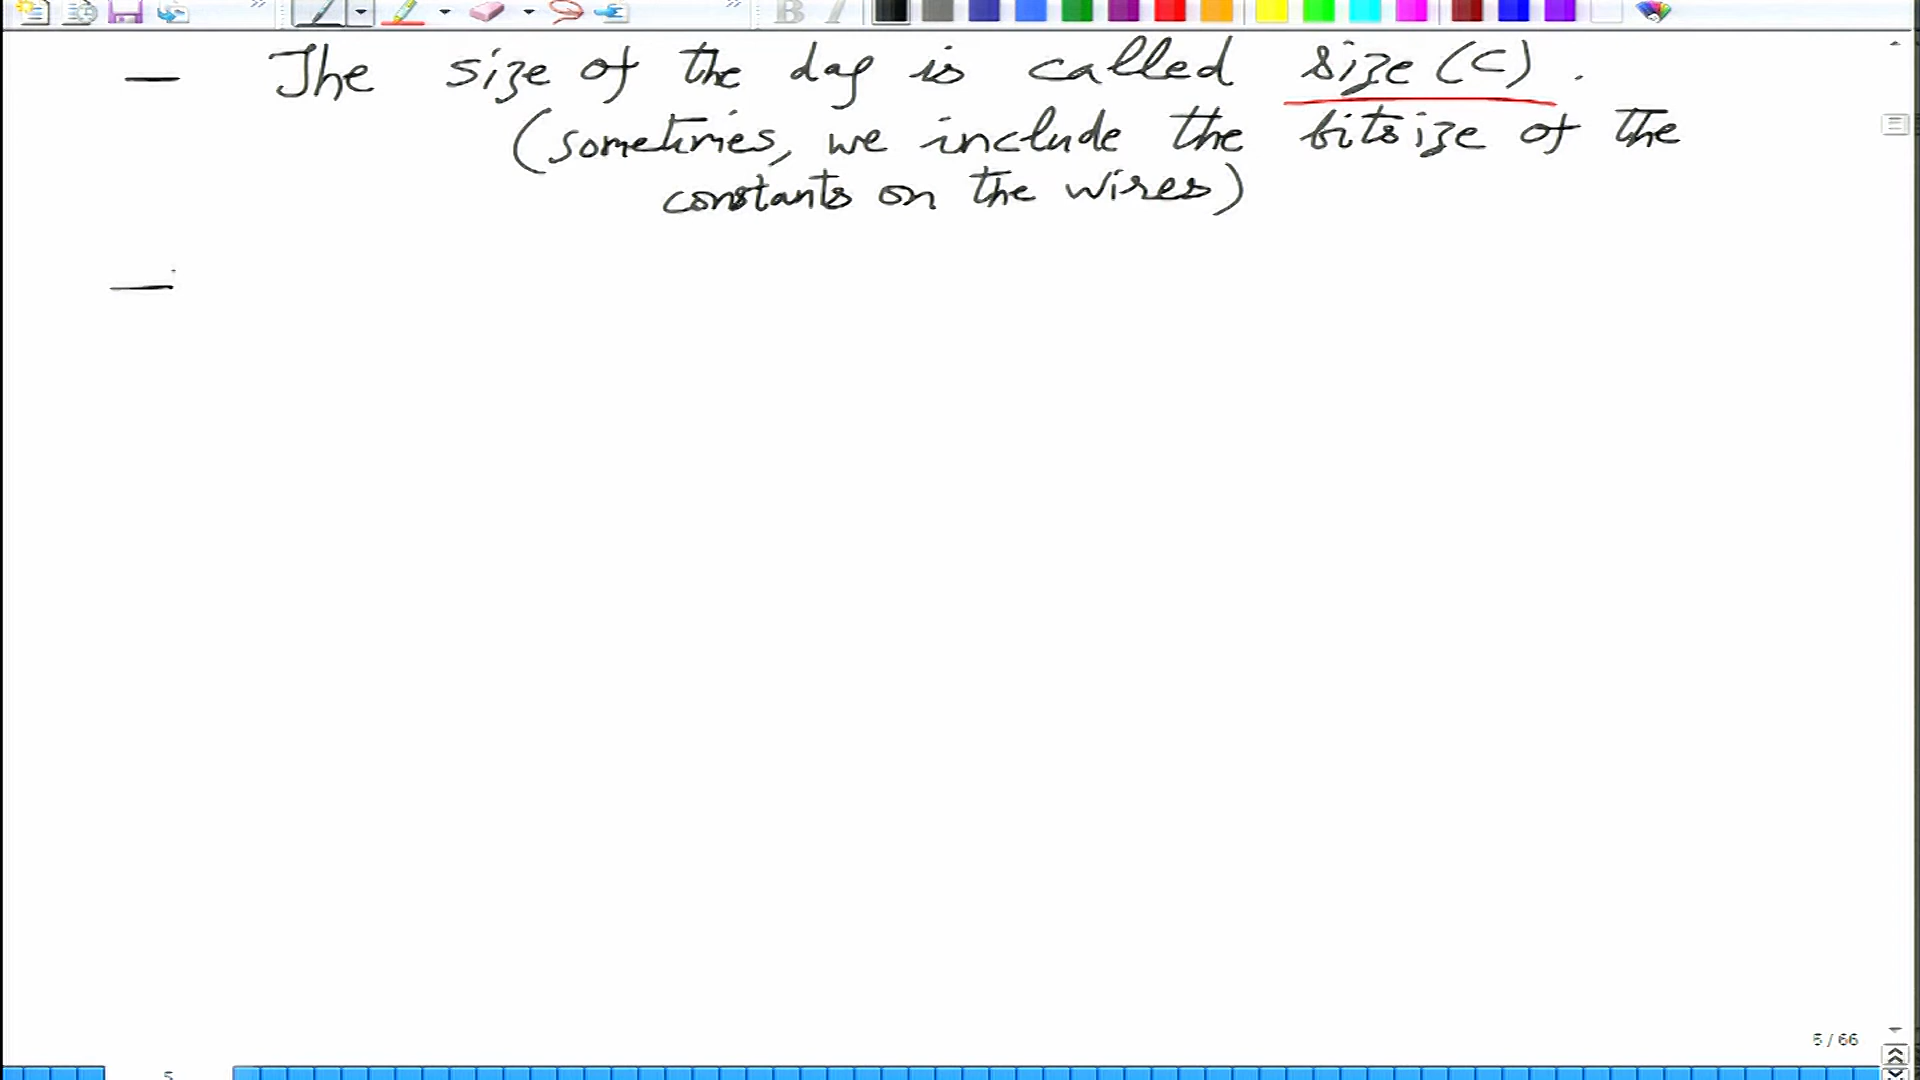 — The size of the dag is called size(C).
(sometimes, we include the bitsize of the
constants on the wires)
—
B I
5 / 66
5